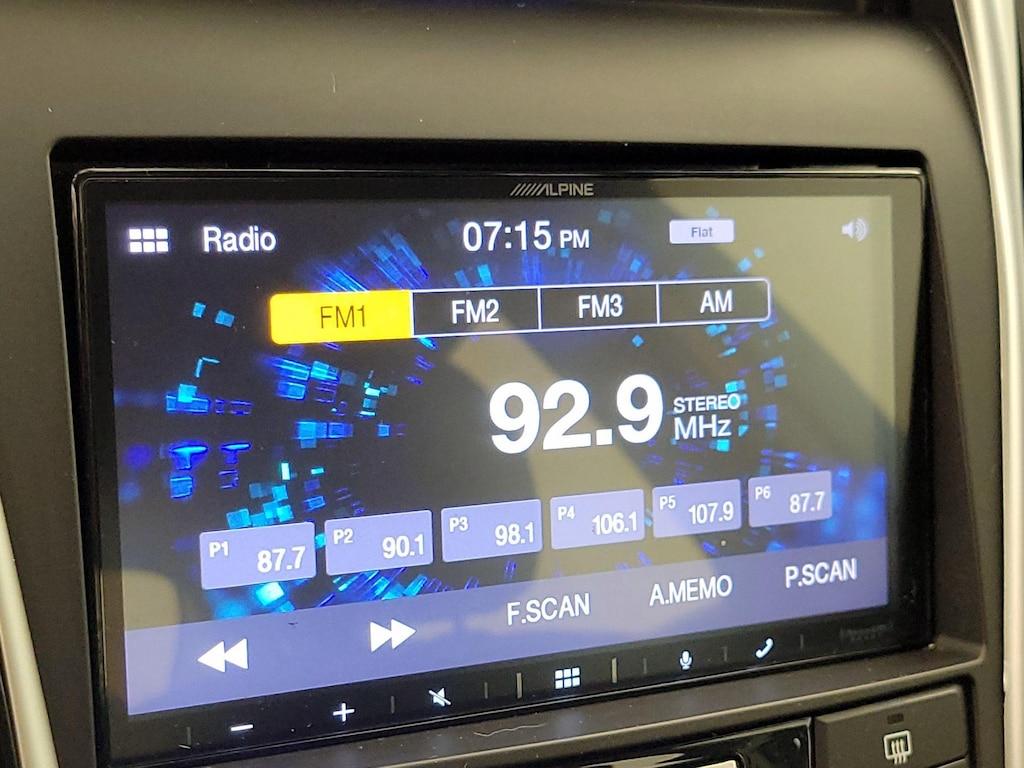 ALPINE
Radio 07:15 PM Flat
FM1 FM2 FM3 AM
92.9 STEREO
MHz
P1 87.7 P2 90.1 P3 98.1 P4 106.1 P5 107.9 P6 87.7
F.SCAN A.MEMO P.SCAN